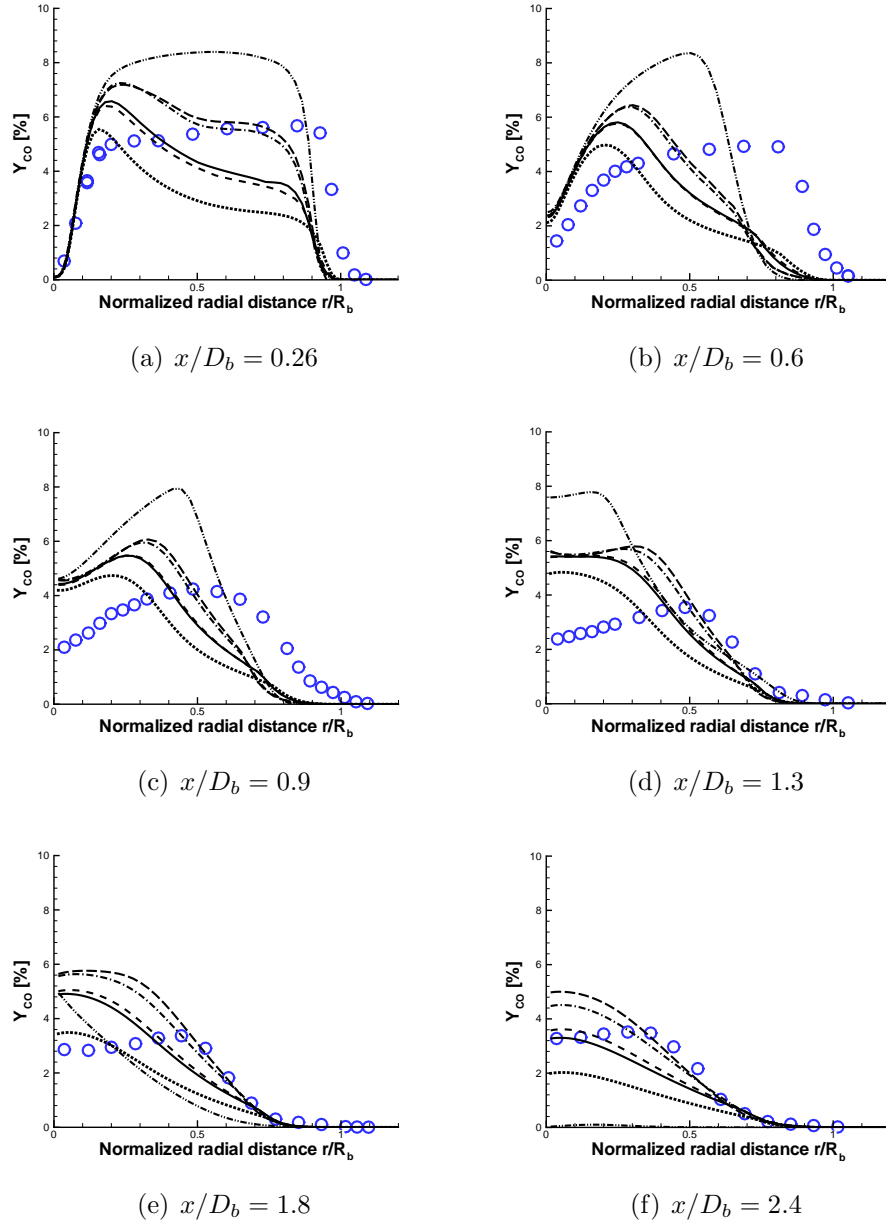 Y_CO [%]
10
8
6
4
2
0
0 0.5 1
Normalized radial distance r/R_b
(a) x/D_b = 0.26
Y_CO [%]
10
8
6
4
2
0
0 0.5 1
Normalized radial distance r/R_b
(b) x/D_b = 0.6
Y_CO [%]
10
8
6
4
2
0
0 0.5 1
Normalized radial distance r/R_b
(c) x/D_b = 0.9
Y_CO [%]
10
8
6
4
2
0
0 0.5 1
Normalized radial distance r/R_b
(d) x/D_b = 1.3
Y_CO [%]
10
8
6
4
2
0
0 0.5 1
Normalized radial distance r/R_b
(e) x/D_b = 1.8
Y_CO [%]
10
8
6
4
2
0
0 0.5 1
Normalized radial distance r/R_b
(f) x/D_b = 2.4